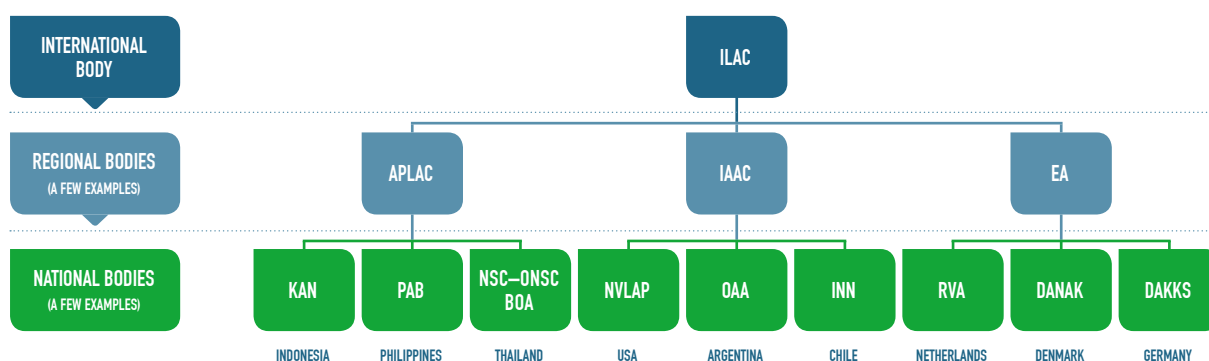 INTERNATIONAL
BODY
ILAC
REGIONAL BODIES
(A FEW EXAMPLES)
APLAC
IAAC
EA
NATIONAL BODIES
(A FEW EXAMPLES)
KAN
PAB
NSC–ONSC
BOA
NVLAP
OAA
INN
RVA
DANAK
DAKKS
INDONESIA
PHILIPPINES
THAILAND
USA
ARGENTINA
CHILE
NETHERLANDS
DENMARK
GERMANY